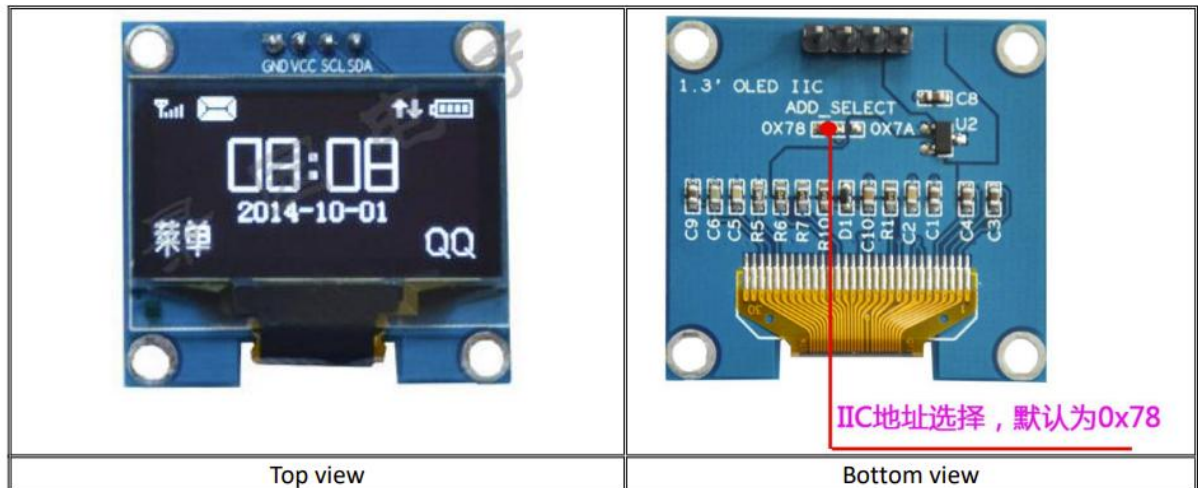 GND VCC SCL SDA
08:08
2014-10-01
菜单
QQ
1.3' OLED IIC
ADD_SELECT
0X78
0X7A
C8
U2
C9
C6
C5
R5
R6
R7
R10
D1
C10
R1
C2
C1
C4
C3
30
1
IIC地址选择，默认为0x78
Top view
Bottom view